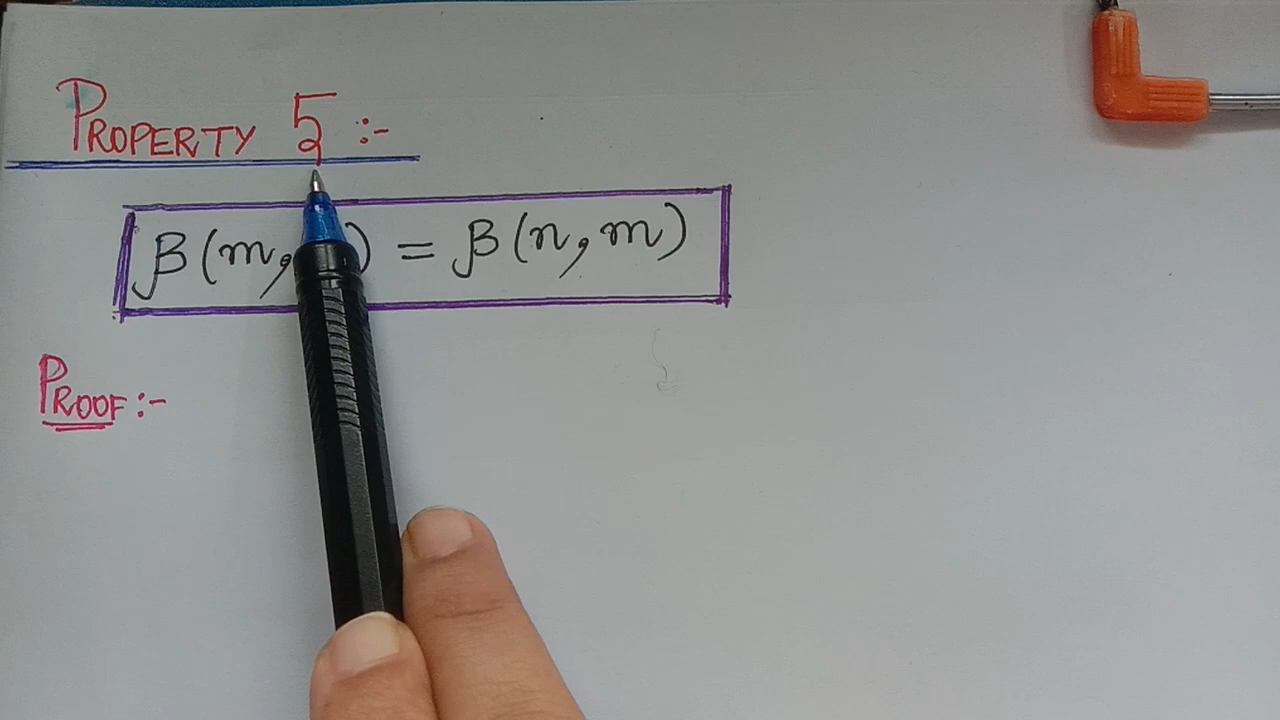 PROPERTY 5 :-
β(m, ) = β(n,m)
PROOF :-